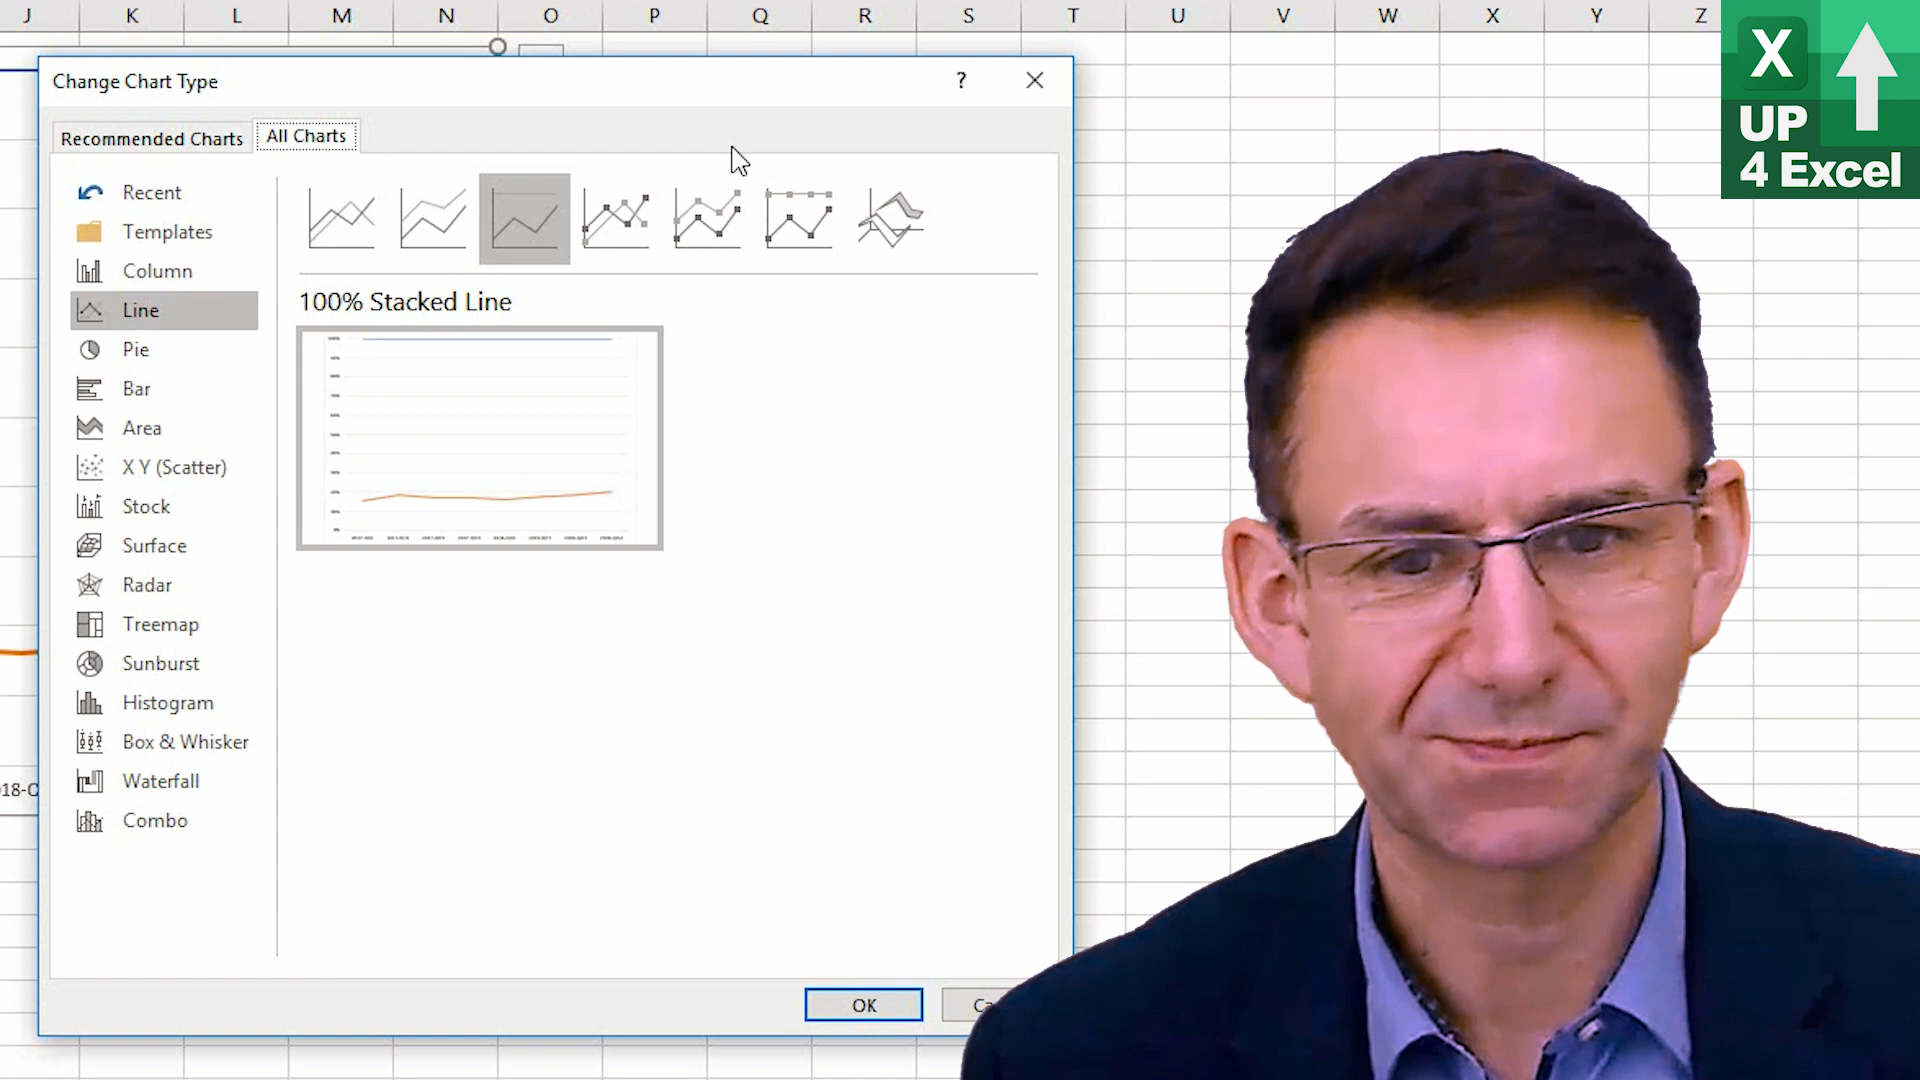 J K L M N O P Q R S T U V W X Y Z
Change Chart Type ?
Recommended Charts All Charts
Recent
Templates
Column
Line
Pie
Bar
Area
X Y (Scatter)
Stock
Surface
Radar
Treemap
Sunburst
Histogram
Box & Whisker
Waterfall
Combo
100% Stacked Line
OK
X
UP
4 Excel